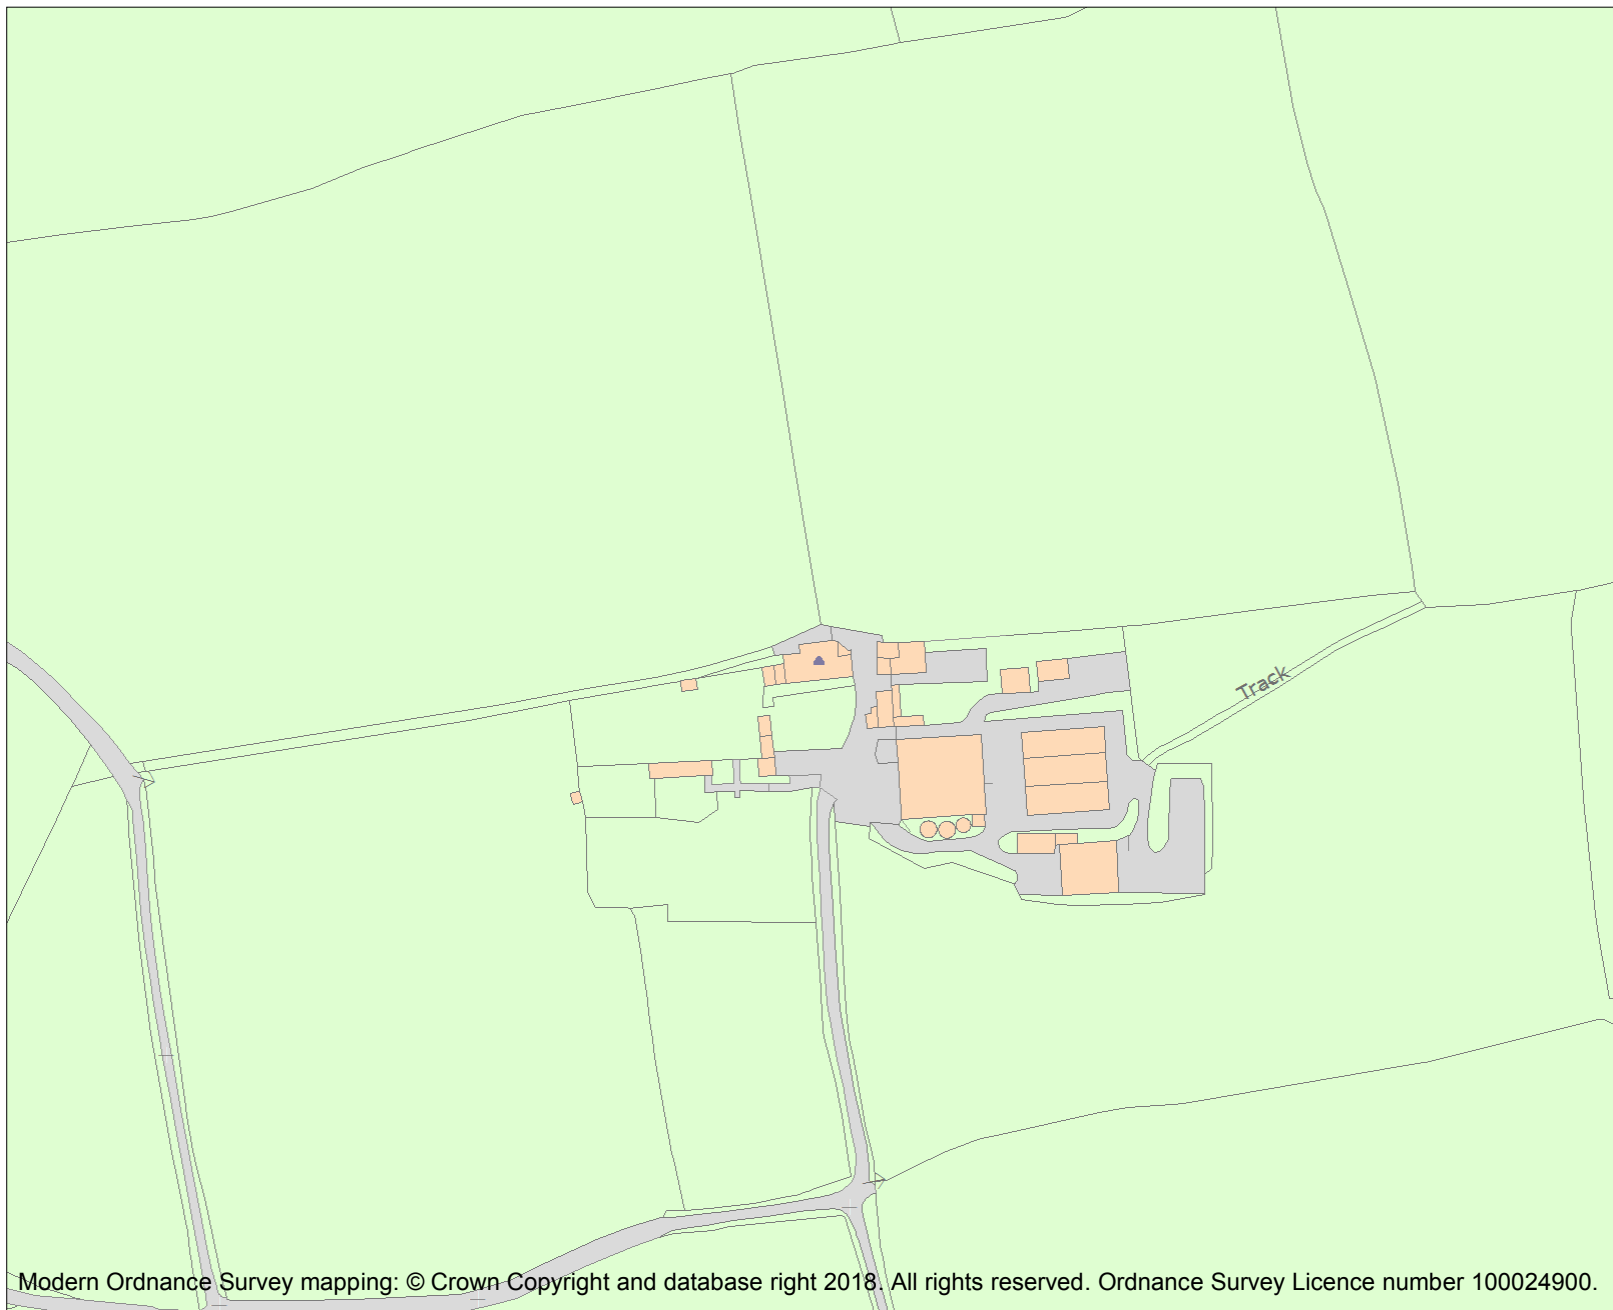 Track
Modern Ordnance Survey mapping: © Crown Copyright and database right 2018. All rights reserved. Ordnance Survey Licence number 100024900.